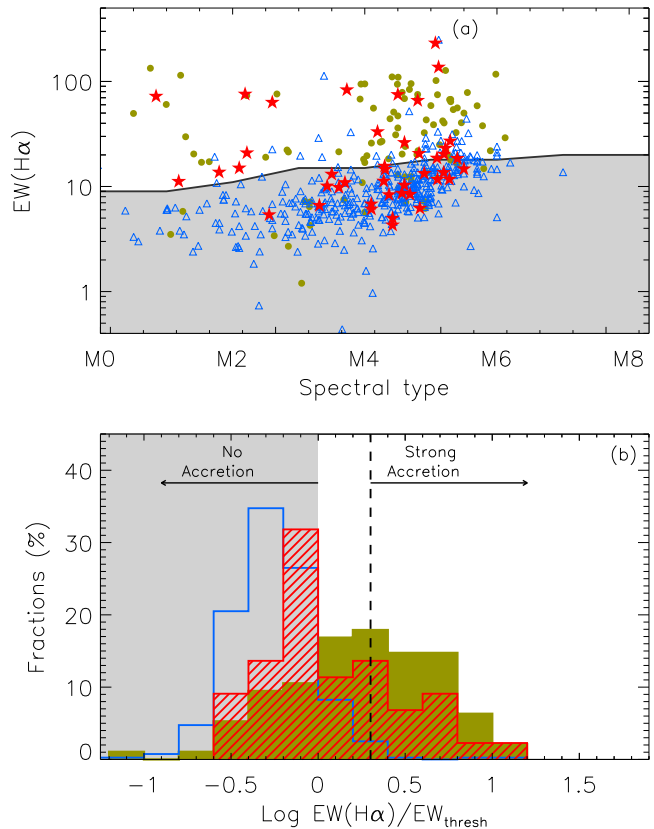 (a)
100
10
1
EW(Hα)
M0 M2 M4 M6 M8
Spectral type
(b)
No
Accretion
Strong
Accretion
40
30
20
10
0
Fractions (%)
−1 −0.5 0 0.5 1 1.5
Log EW(Hα)/EW_thresh